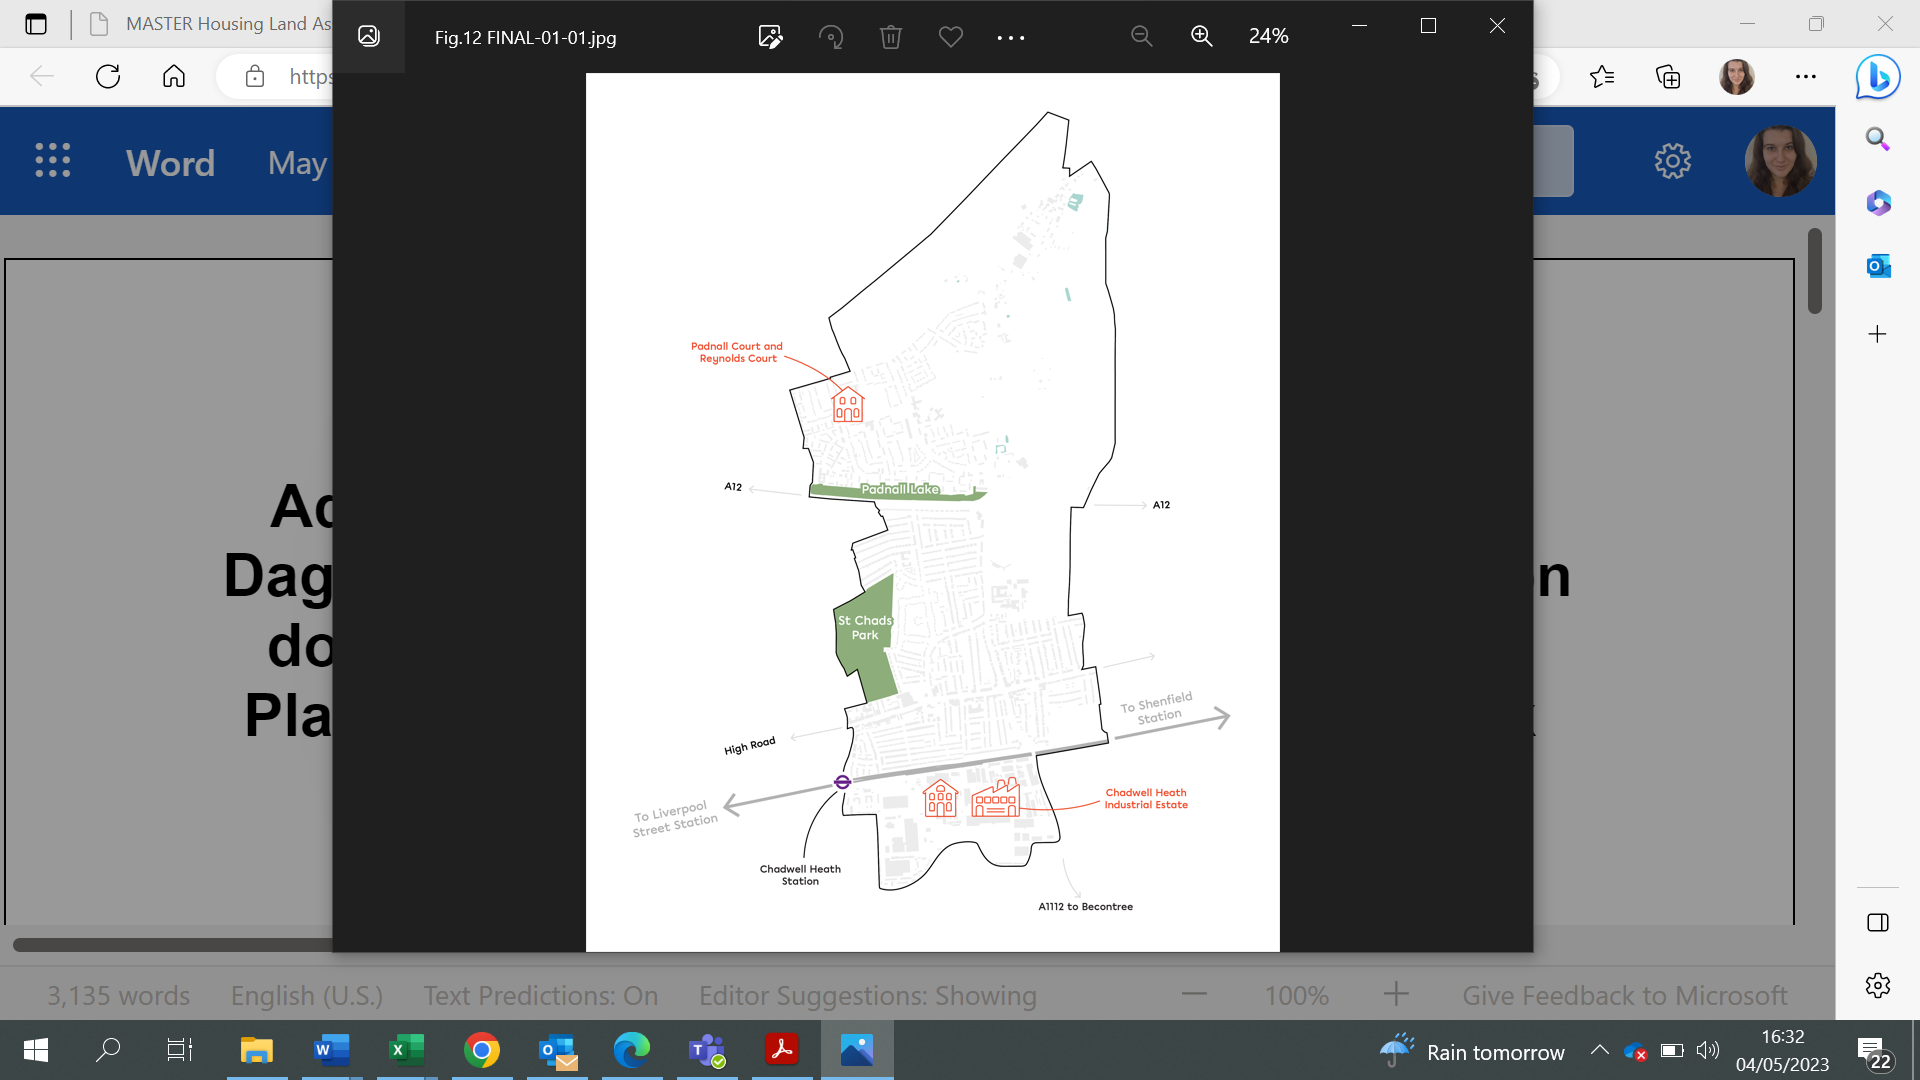 MASTER Housing Land As
Fig.12 FINAL-01-01.jpg
24%
https
Word
May
Padnall Court and
Reynolds Court
A12
Padnall Lake
A12
Ad
Dag
on
do
Pla
St Chads
Park
To Shenfield
Station
High Road
To Liverpool
Street Station
Chadwell Heath
Industrial Estate
Chadwell Heath
Station
A1112 to Becontree
3,135 words
English (U.S.)
Text Predictions: On
Editor Suggestions: Showing
100%
Give Feedback to Microsoft
Rain tomorrow
16:32
04/05/2023
22